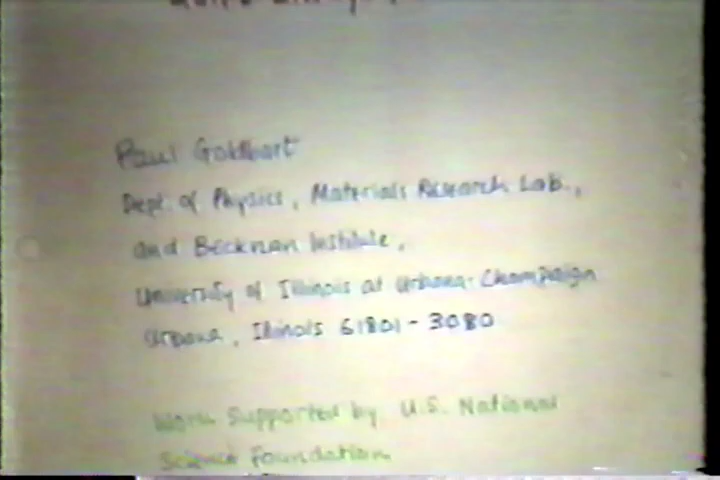 Paul Goldbart
Dept. of Physics, Materials Research Lab.,
and Beckman Institute,
University of Illinois at Urbana-Champaign
Urbana, Illinois 61801-3080
Work Supported by U.S. National
Science Foundation